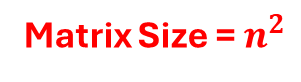 Matrix Size = n²